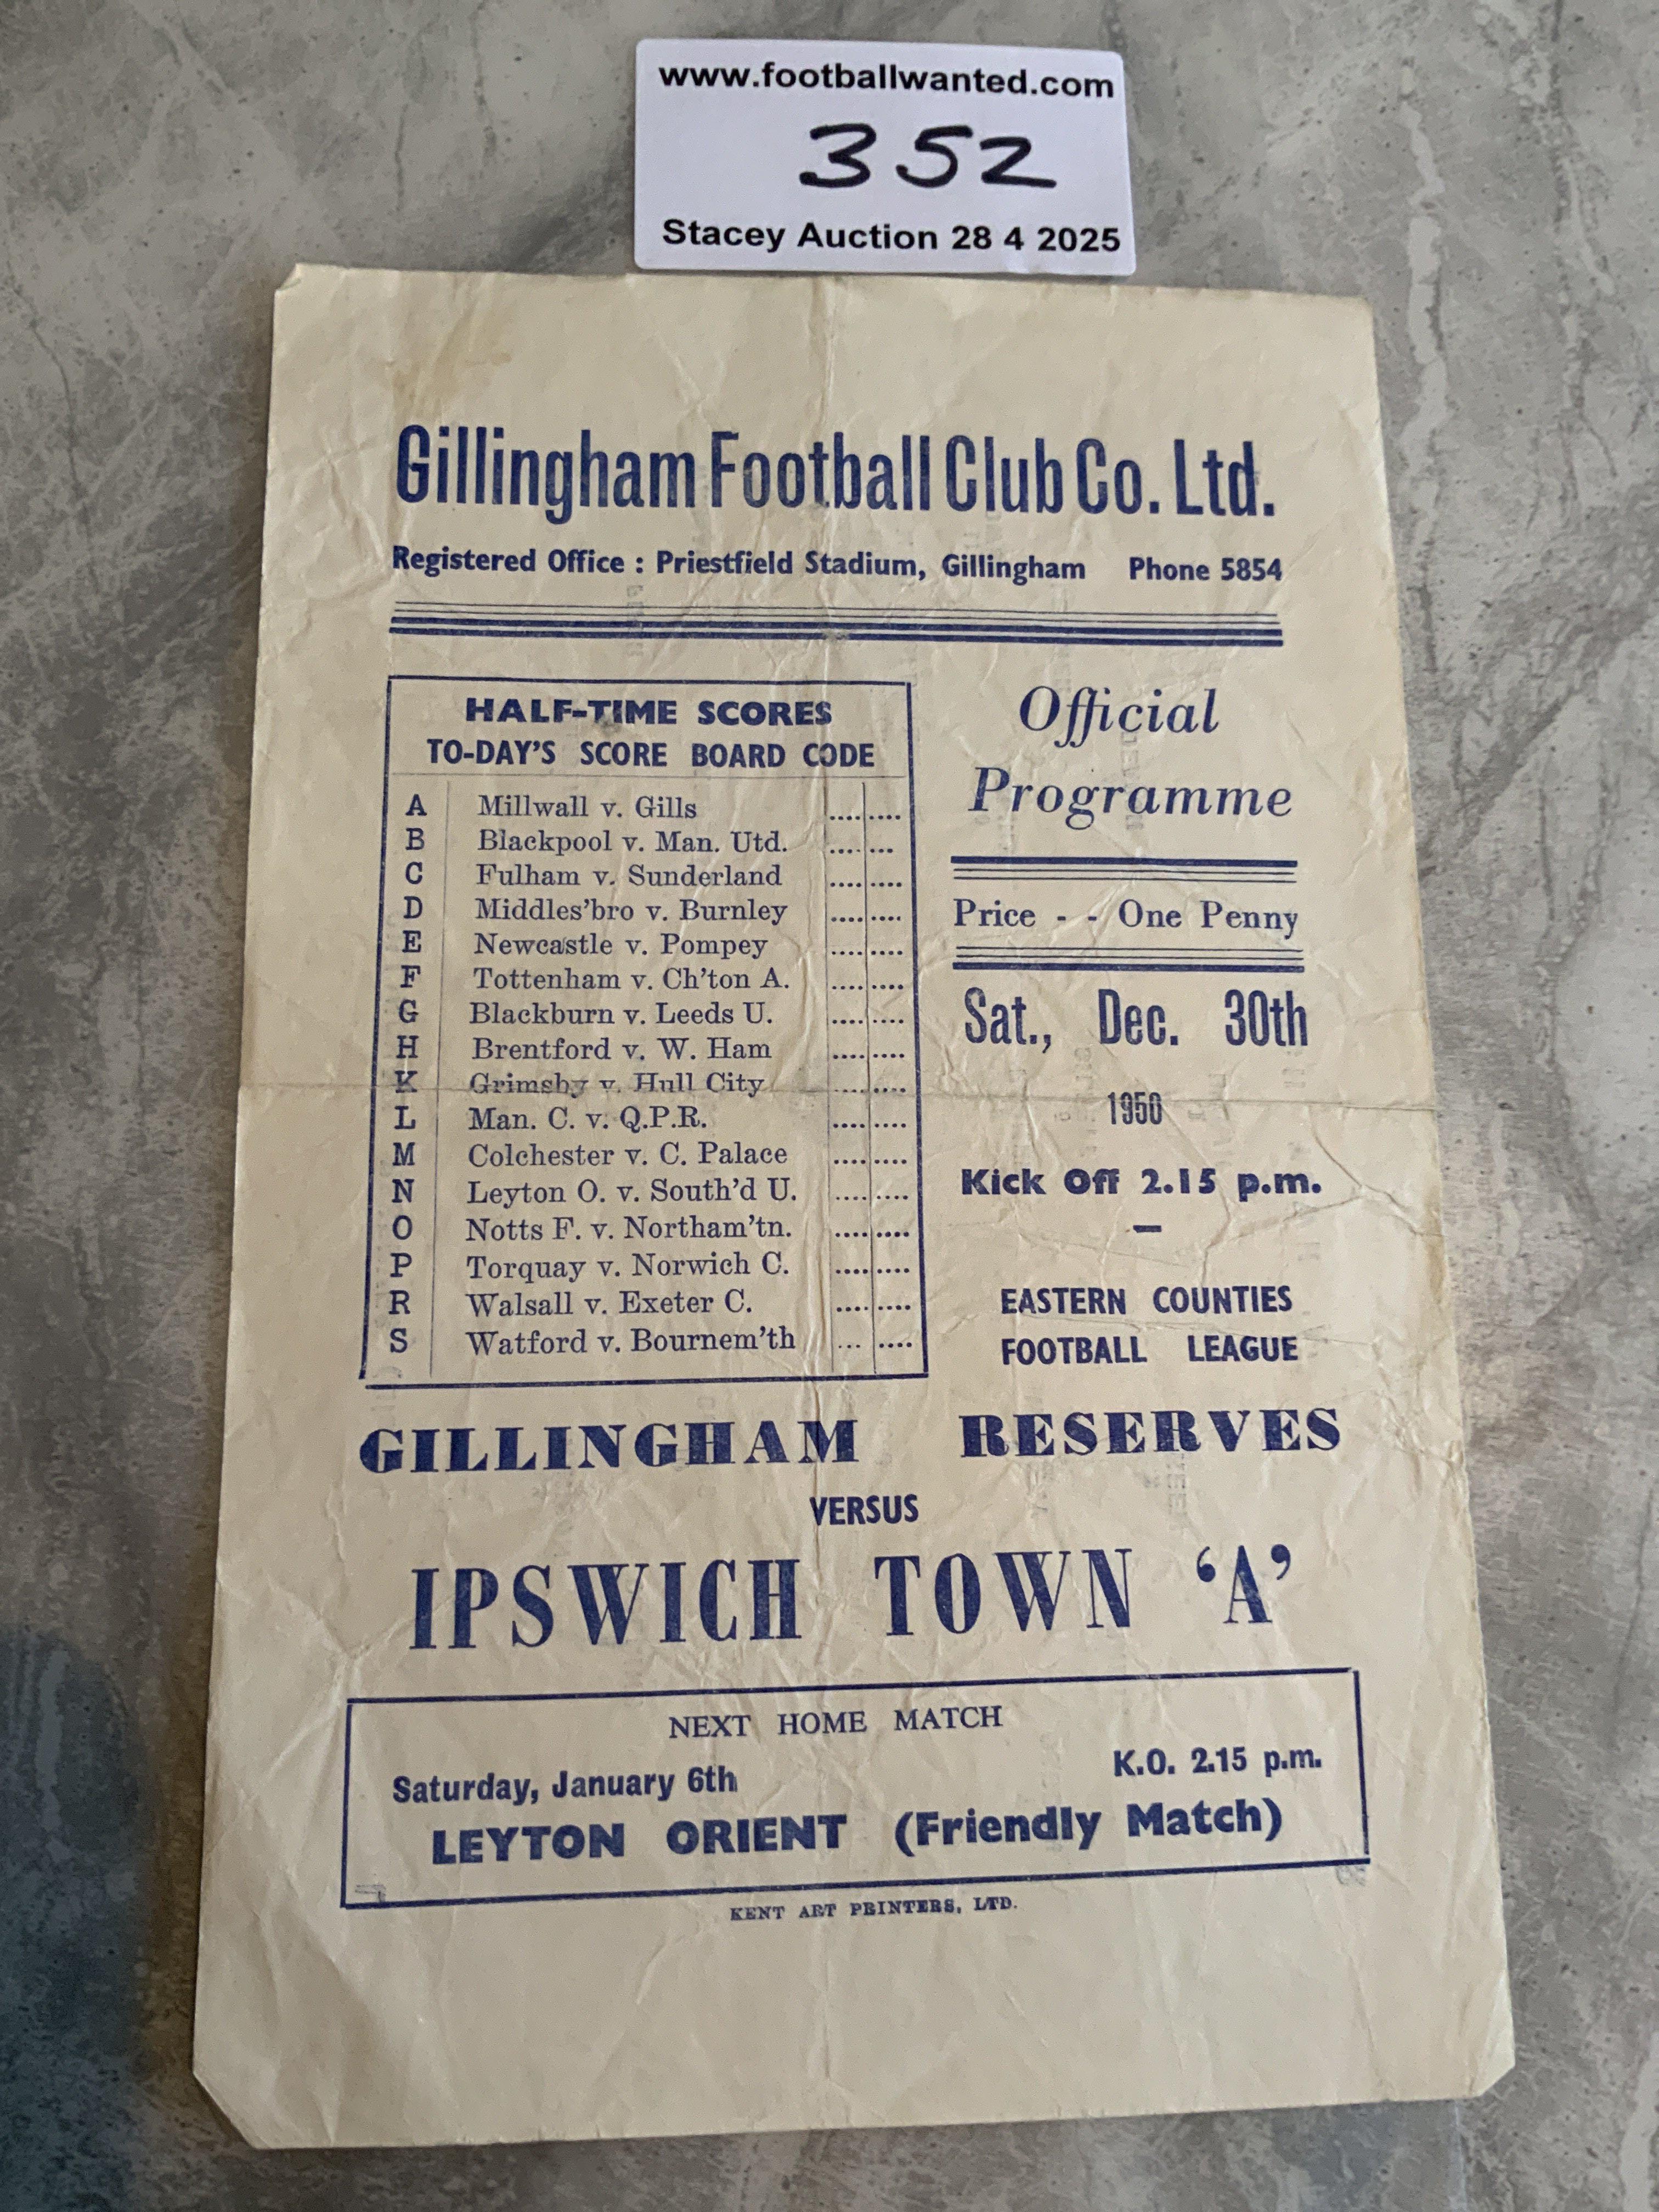 www.footballwanted.com
352
Stacey Auction 28 4 2025
Gillingham Football Club Co. Ltd.
Registered Office : Priestfield Stadium, Gillingham Phone 5854
HALF-TIME SCORES
TO-DAY'S SCORE BOARD CODE
A Millwall v. Gills .... ....
B Blackpool v. Man. Utd. .... ...
C Fulham v. Sunderland .... ....
D Middles'bro v. Burnley .... ....
E Newcastle v. Pompey .... ....
F Tottenham v. Ch'ton A. .... ....
G Blackburn v. Leeds U. .... ....
H Brentford v. W. Ham .... ....
K Grimsby v. Hull City .... ....
L Man. C. v. Q.P.R. .... ....
M Colchester v. C. Palace .... ....
N Leyton O. v. South'd U. .... ....
O Notts F. v. Northam'tn. .... ....
P Torquay v. Norwich C. .... ....
R Walsall v. Exeter C. .... ....
S Watford v. Bournem'th ... ....
Official
Programme
Price - - One Penny
Sat., Dec. 30th
1950
Kick Off 2.15 p.m.
—
EASTERN COUNTIES
FOOTBALL LEAGUE
GILLINGHAM RESERVES
VERSUS
IPSWICH TOWN 'A'
NEXT HOME MATCH
Saturday, January 6th K.O. 2.15 p.m.
LEYTON ORIENT (Friendly Match)
KENT ART PRINTERS, LTD.